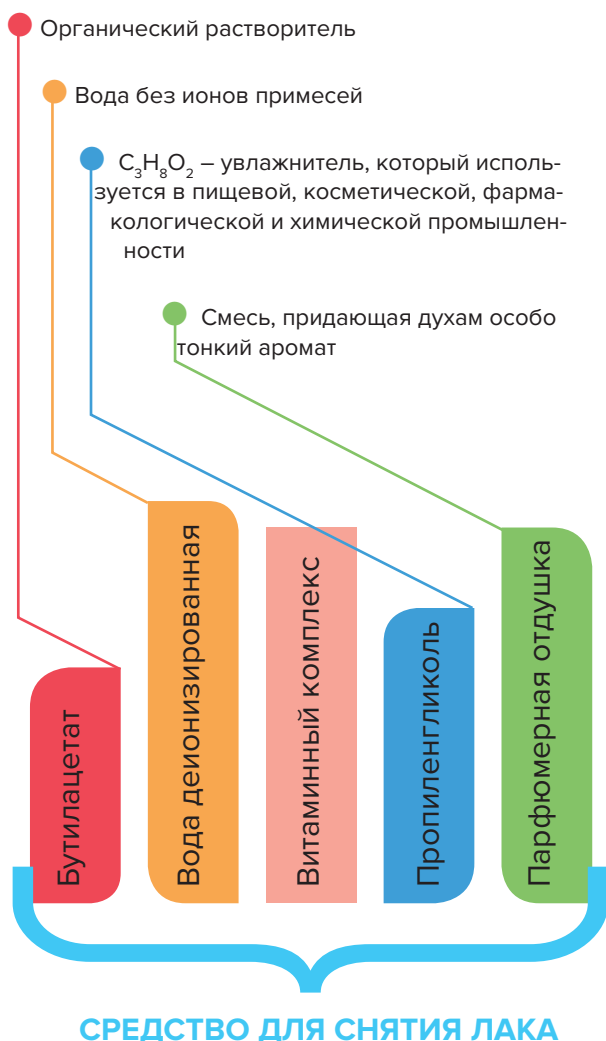 Органический растворитель
Вода без ионов примесей
C₃H₈O₂ – увлажнитель, который исполь-
зуется в пищевой, косметической, фарма-
кологической и химической промышлен-
ности
Смесь, придающая духам особо
тонкий аромат
Бутилацетат
Вода деионизированная
Витаминный комплекс
Пропиленгликоль
Парфюмерная отдушка
СРЕДСТВО ДЛЯ СНЯТИЯ ЛАКА